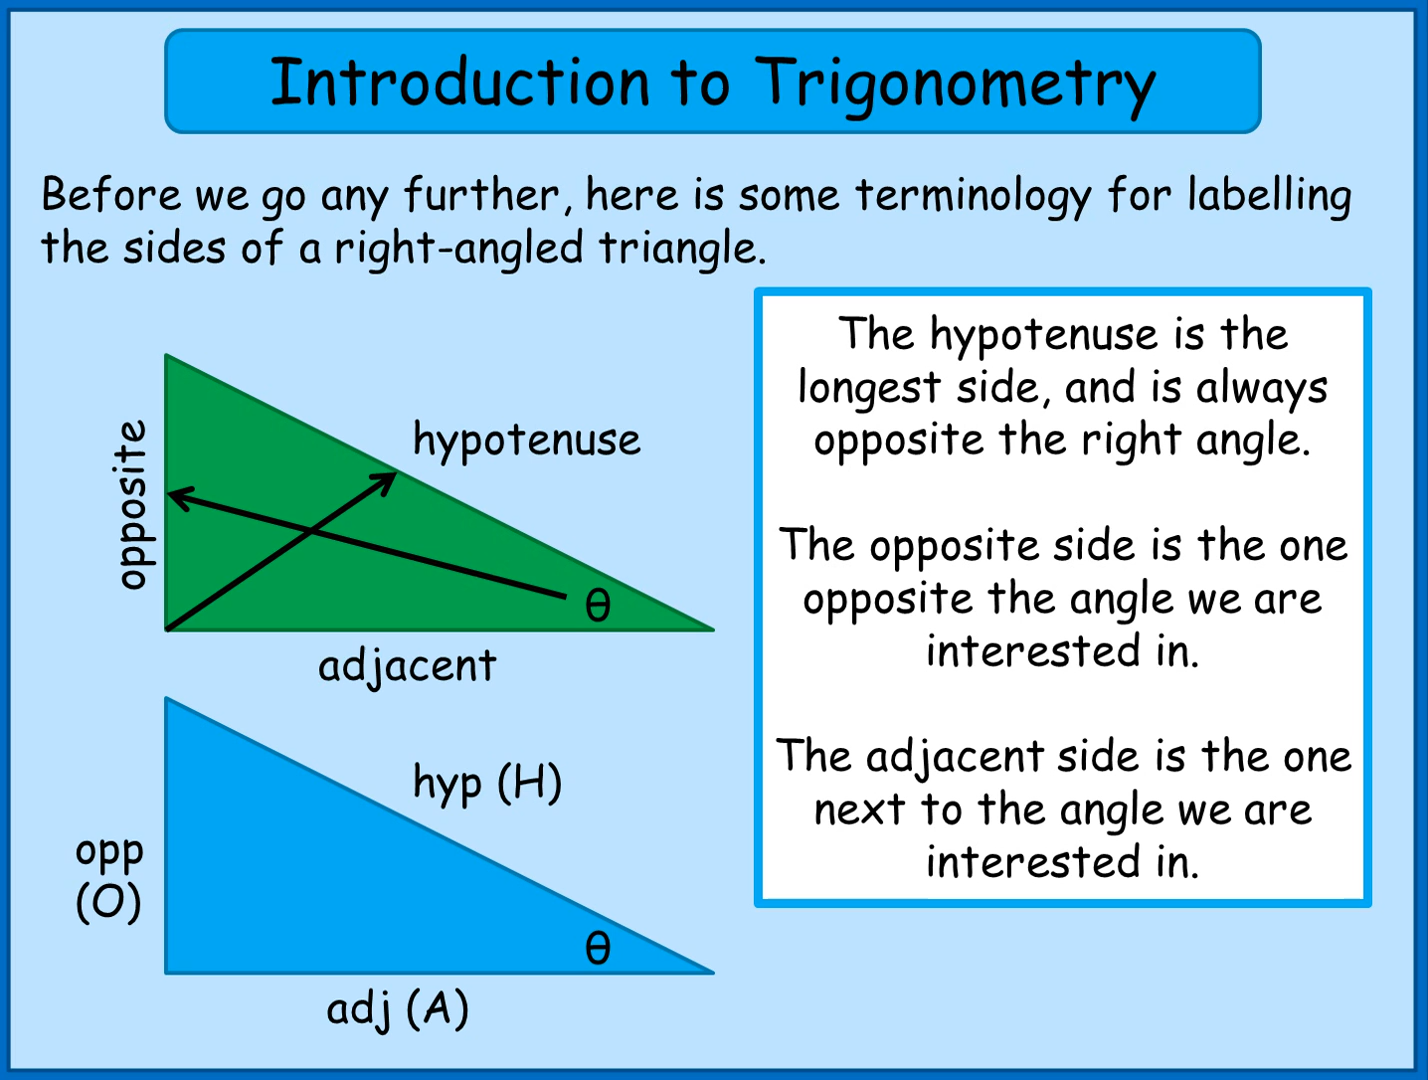 Introduction to Trigonometry
Before we go any further, here is some terminology for labelling
the sides of a right-angled triangle.
opposite
hypotenuse
θ
adjacent
hyp (H)
opp
(O)
θ
adj (A)
The hypotenuse is the
longest side, and is always
opposite the right angle.
The opposite side is the one
opposite the angle we are
interested in.
The adjacent side is the one
next to the angle we are
interested in.